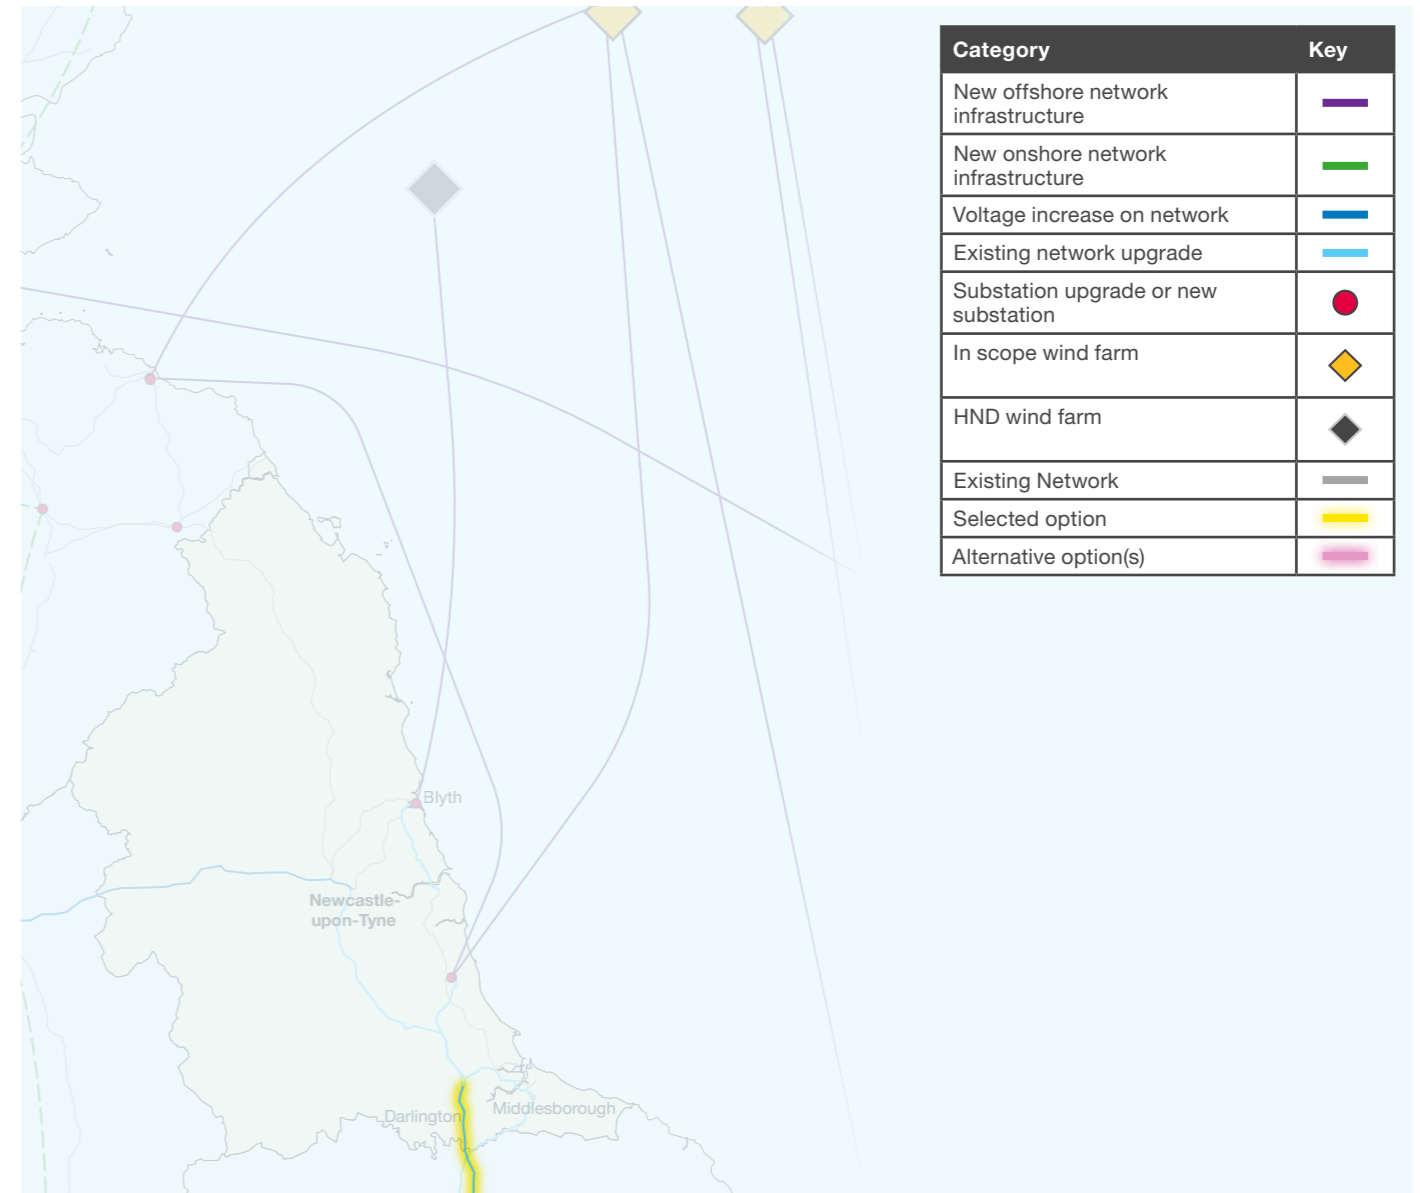 Category Key
New offshore network
infrastructure
New onshore network
infrastructure
Voltage increase on network
Existing network upgrade
Substation upgrade or new
substation
In scope wind farm
HND wind farm
Existing Network
Selected option
Alternative option(s)
Blyth
Newcastle-
upon-Tyne
Darlington
Middlesborough